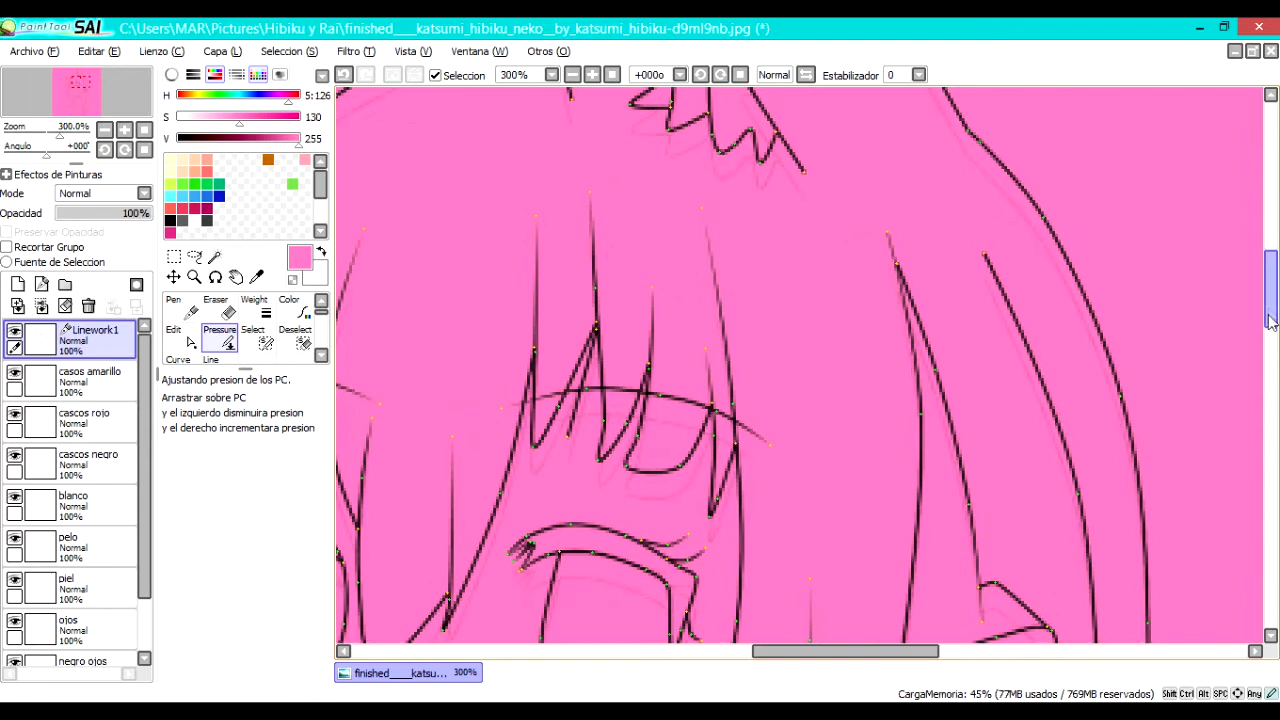 PaintTool SAI C:\Users\MAR\Pictures\Hibiku y Rai\finished___katsumi_hibiku_neko__by_katsumi_hibiku-d9ml9nb.jpg (*)
Archivo (F) Editar (E) Lienzo (C) Capa (L) Seleccion (S) Filtro (T) Vista (V) Ventana (W) Otros (O)
Seleccion 300% +000o Normal Estabilizador 0
H 5:126
S 130
V 255
Zoom 300.0%
Angulo +000°
Efectos de Pinturas
Mode Normal
Opacidad 100%
Preservar Opacidad
Recortar Grupo
Fuente de Seleccion
Linework1
Normal
100%
casos amarillo
Normal
100%
cascos rojo
Normal
100%
cascos negro
Normal
100%
blanco
Normal
100%
pelo
Normal
100%
piel
Normal
100%
ojos
Normal
100%
negro ojos
Pen Eraser Weight Color
Edit Pressure Select Deselect
Curve Line
Ajustando presion de los PC.
Arrastrar sobre PC
y el izquierdo disminuira presion
y el derecho incrementara presion
finished____katsu... 300%
CargaMemoria: 45% (77MB usados / 769MB reservados) Shift Ctrl Alt SPC Any